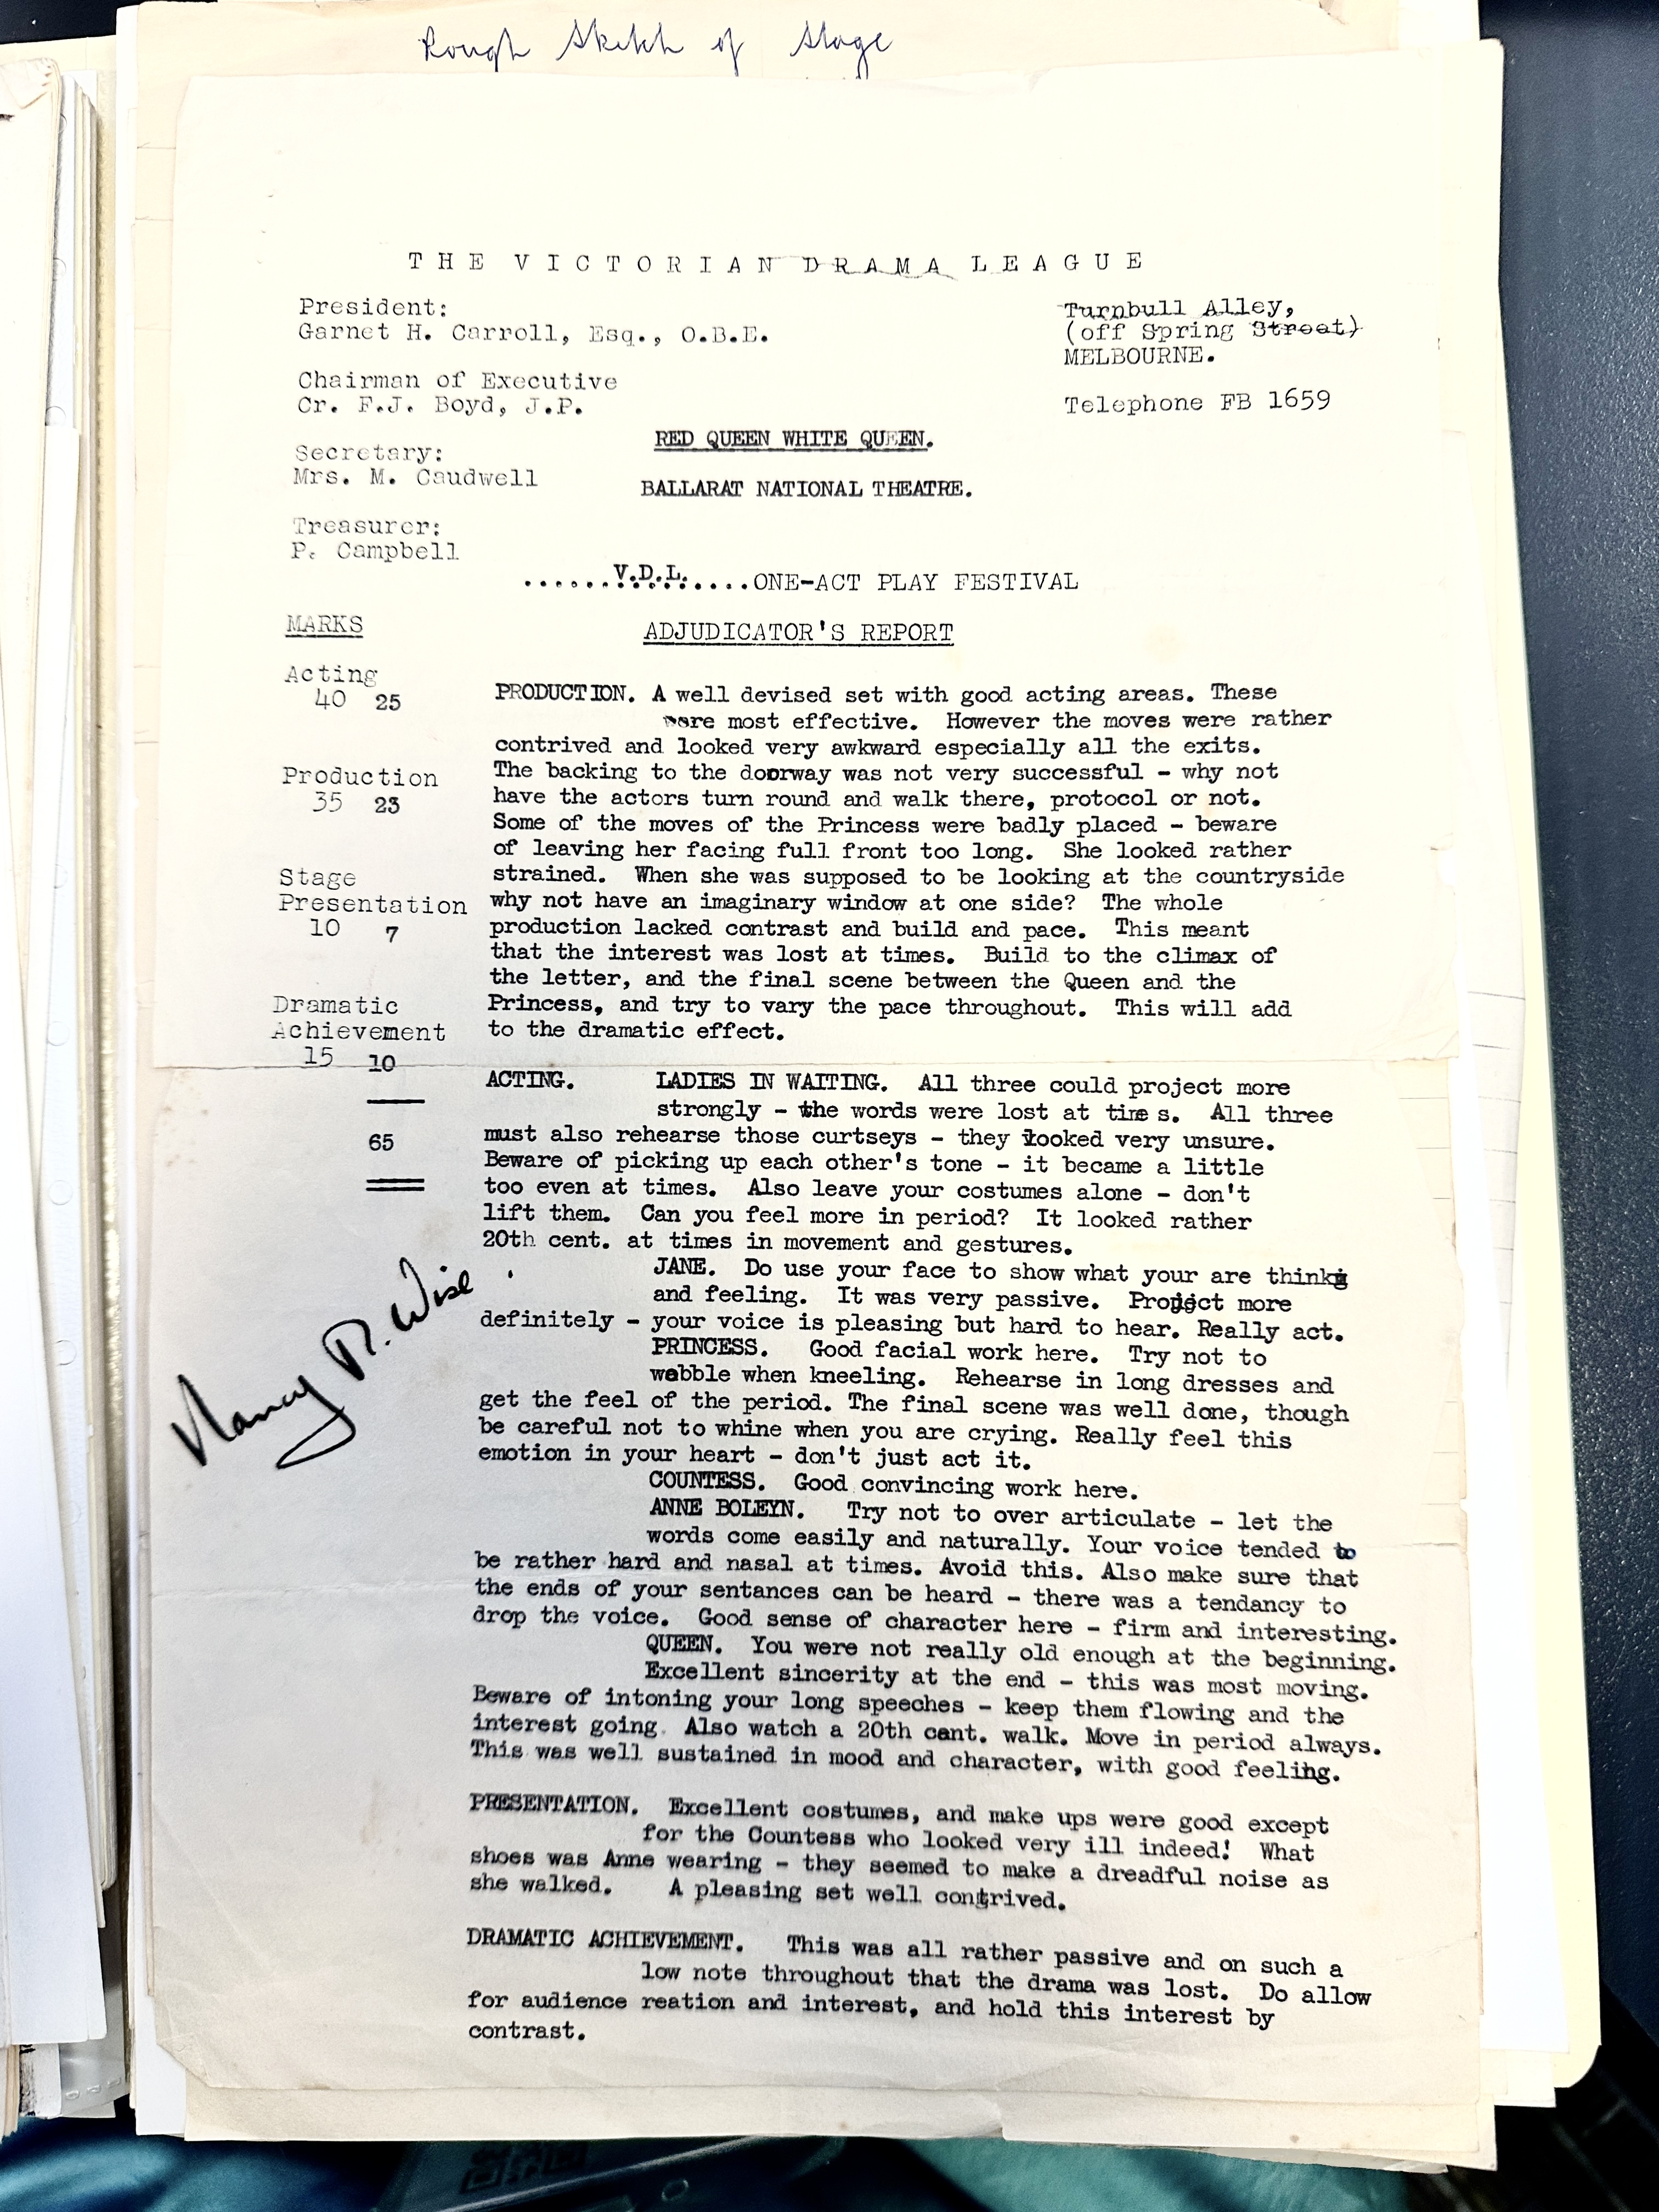 Rough Sketch of Stage
THE VICTORIAN DRAMA LEAGUE
President:
Garnet H. Carroll, Esq., O.B.E.
Turnbull Alley,
(off Spring Street)
MELBOURNE.
Chairman of Executive
Cr. F.J. Boyd, J.P.
Telephone FB 1659
RED QUEEN WHITE QUEEN.
Secretary:
Mrs. M. Caudwell
BALLARAT NATIONAL THEATRE.
Treasurer:
P. Campbell
.......V.D.L.....ONE-ACT PLAY FESTIVAL
MARKS
ADJUDICATOR'S REPORT
Acting
40 25
Production
35 23
Stage
Presentation
10 7
Dramatic
Achievement
15 10
65
Nancy R. Wise
PRODUCTION. A well devised set with good acting areas. These
were most effective. However the moves were rather
contrived and looked very awkward especially all the exits.
The backing to the doorway was not very successful - why not
have the actors turn round and walk there, protocol or not.
Some of the moves of the Princess were badly placed - beware
of leaving her facing full front too long. She looked rather
strained. When she was supposed to be looking at the countryside
why not have an imaginary window at one side? The whole
production lacked contrast and build and pace. This meant
that the interest was lost at times. Build to the climax of
the letter, and the final scene between the Queen and the
Princess, and try to vary the pace throughout. This will add
to the dramatic effect.
ACTING. LADIES IN WAITING. All three could project more
strongly - the words were lost at times. All three
must also rehearse those curtseys - they looked very unsure.
Beware of picking up each other's tone - it became a little
too even at times. Also leave your costumes alone - don't
lift them. Can you feel more in period? It looked rather
20th cent. at times in movement and gestures.
JANE. Do use your face to show what your are thinkg
and feeling. It was very passive. Project more
definitely - your voice is pleasing but hard to hear. Really act.
PRINCESS. Good facial work here. Try not to
wobble when kneeling. Rehearse in long dresses and
get the feel of the period. The final scene was well done, though
be careful not to whine when you are crying. Really feel this
emotion in your heart - don't just act it.
COUNTESS. Good convincing work here.
ANNE BOLEYN. Try not to over articulate - let the
words come easily and naturally. Your voice tended to
be rather hard and nasal at times. Avoid this. Also make sure that
the ends of your sentances can be heard - there was a tendancy to
drop the voice. Good sense of character here - firm and interesting.
QUEEN. You were not really old enough at the beginning.
Excellent sincerity at the end - this was most moving.
Beware of intoning your long speeches - keep them flowing and the
interest going. Also watch a 20th cent. walk. Move in period always.
This was well sustained in mood and character, with good feeling.
PRESENTATION. Excellent costumes, and make ups were good except
for the Countess who looked very ill indeed! What
shoes was Anne wearing - they seemed to make a dreadful noise as
she walked. A pleasing set well contrived.
DRAMATIC ACHIEVEMENT. This was all rather passive and on such a
low note throughout that the drama was lost. Do allow
for audience reation and interest, and hold this interest by
contrast.